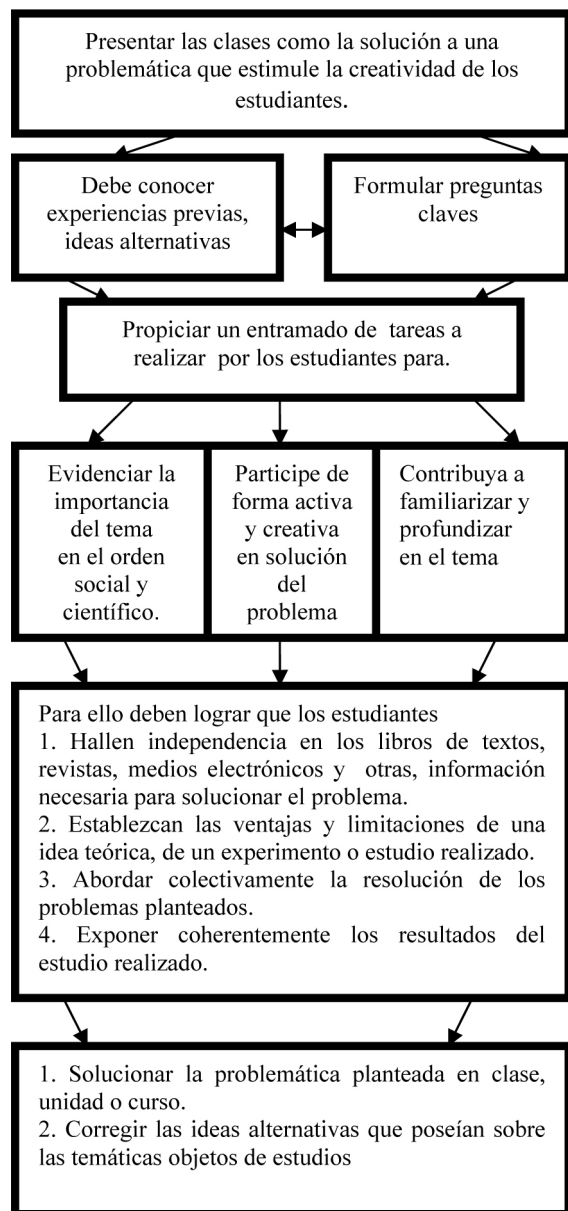 Presentar las clases como la solución a una
problemática que estimule la creatividad de los
estudiantes.
Debe conocer
experiencias previas,
ideas alternativas
Formular preguntas
claves
Propiciar un entramado de tareas a
realizar por los estudiantes para.
Evidenciar la
importancia
del tema
en el orden
social y
científico.
Participe de
forma activa
y creativa
en solución
del
problema
Contribuya a
familiarizar y
profundizar
en el tema
Para ello deben lograr que los estudiantes
1. Hallen independencia en los libros de textos,
revistas, medios electrónicos y otras, información
necesaria para solucionar el problema.
2. Establezcan las ventajas y limitaciones de una
idea teórica, de un experimento o estudio realizado.
3. Abordar colectivamente la resolución de los
problemas planteados.
4. Exponer coherentemente los resultados del
estudio realizado.
1. Solucionar la problemática planteada en clase,
unidad o curso.
2. Corregir las ideas alternativas que poseían sobre
las temáticas objetos de estudios